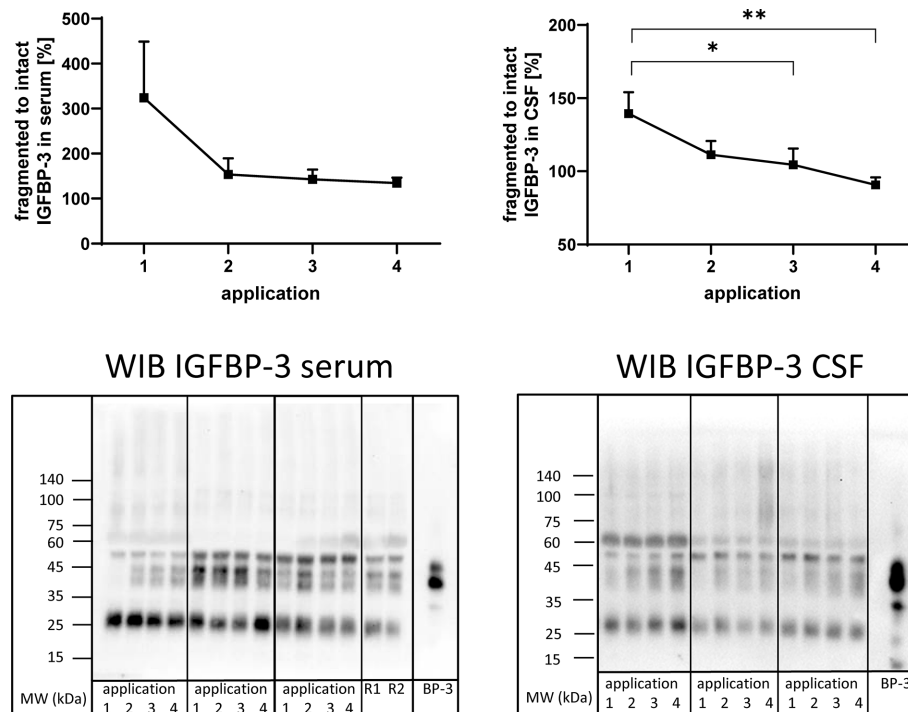 fragmented to intact
IGFBP-3 in serum [%]
500
400
300
200
100
0
1 2 3 4
application
fragmented to intact
IGFBP-3 in CSF [%]
200
150
100
50
**
*
1 2 3 4
application
WIB IGFBP-3 serum
140
100
75
60
45
35
25
15
MW (kDa)
application application application R1 R2 BP-3
1 2 3 4 1 2 3 4 1 2 3 4
WIB IGFBP-3 CSF
140
100
75
60
45
35
25
15
MW (kDa)
application application application BP-3
1 2 3 4 1 2 3 4 1 2 3 4